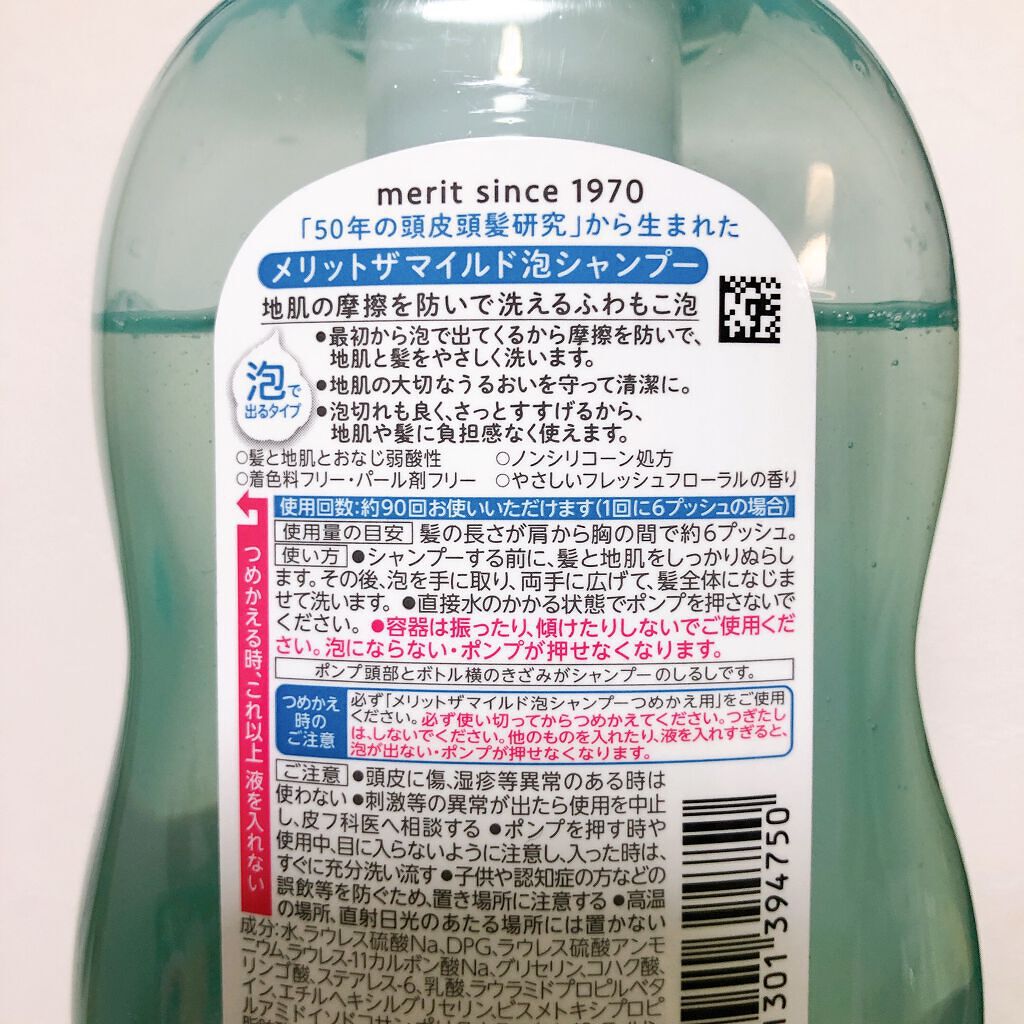 merit since 1970
「50年の頭皮頭髪研究」から生まれた
メリットザマイルド泡シャンプー
地肌の摩擦を防いで洗えるふわもこ泡
泡で
出るタイプ
●最初から泡で出てくるから摩擦を防いで、
地肌と髪をやさしく洗います。
●地肌の大切なうるおいを守って清潔に。
●泡切れも良く、さっとすすげるから、
地肌や髪に負担感なく使えます。
○髪と地肌とおなじ弱酸性 ○ノンシリコーン処方
○着色料フリー・パール剤フリー ○やさしいフレッシュフローラルの香り
つめかえる時、これ以上 液を入れない
使用回数:約90回お使いいただけます(1回に6プッシュの場合)
使用量の目安 髪の長さが肩から胸の間で約6プッシュ。
使い方 ●シャンプーする前に、髪と地肌をしっかりぬらし
ます。その後、泡を手に取り、両手に広げて、髪全体になじま
せて洗います。●直接水のかかる状態でポンプを押さないで
ください。●容器は振ったり、傾けたりしないでご使用くだ
さい。泡にならない・ポンプが押せなくなります。
ポンプ頭部とボトル横のきざみがシャンプーのしるしです。
つめかえ
時の
ご注意
必ず「メリットザマイルド泡シャンプーつめかえ用」をご使用
ください。必ず使い切ってからつめかえてください。つぎたし
は、しないでください。他のものを入れたり、液を入れすぎると、
泡が出ない・ポンプが押せなくなります。
ご注意 ●頭皮に傷、湿疹等異常のある時は
使わない ●刺激等の異常が出たら使用を中止
し、皮フ科医へ相談する ●ポンプを押す時や
使用中、目に入らないように注意し、入った時は、
すぐに充分洗い流す ●子供や認知症の方などの
誤飲等を防ぐため、置き場所に注意する ●高温
の場所、直射日光のあたる場所には置かない
成分:水、ラウレス硫酸Na、DPG、ラウレス硫酸アンモ
ニウム、ラウレス-11カルボン酸Na、グリセリン、コハク酸、
リンゴ酸、ステアレス-6、乳酸、ラウラミドプロピルベタ
イン、エチルヘキシルグリセリン、ビスメトキシプロピ
ルアミドイソドコサン、
301 394750